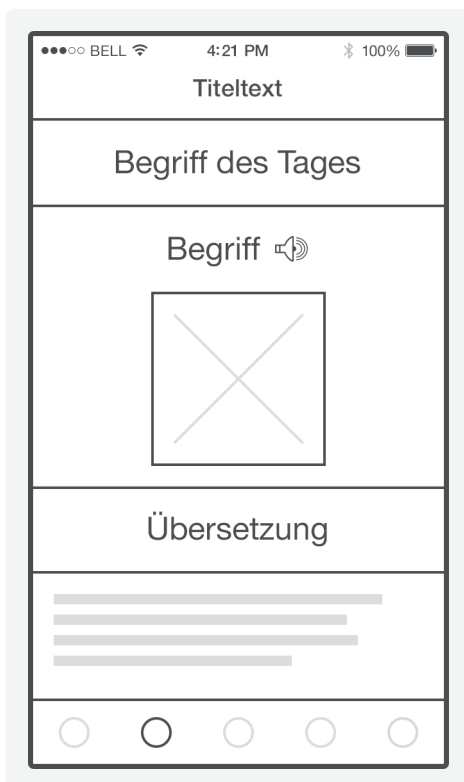 BELL 4:21 PM 100%
Titeltext
Begriff des Tages
Begriff
Übersetzung